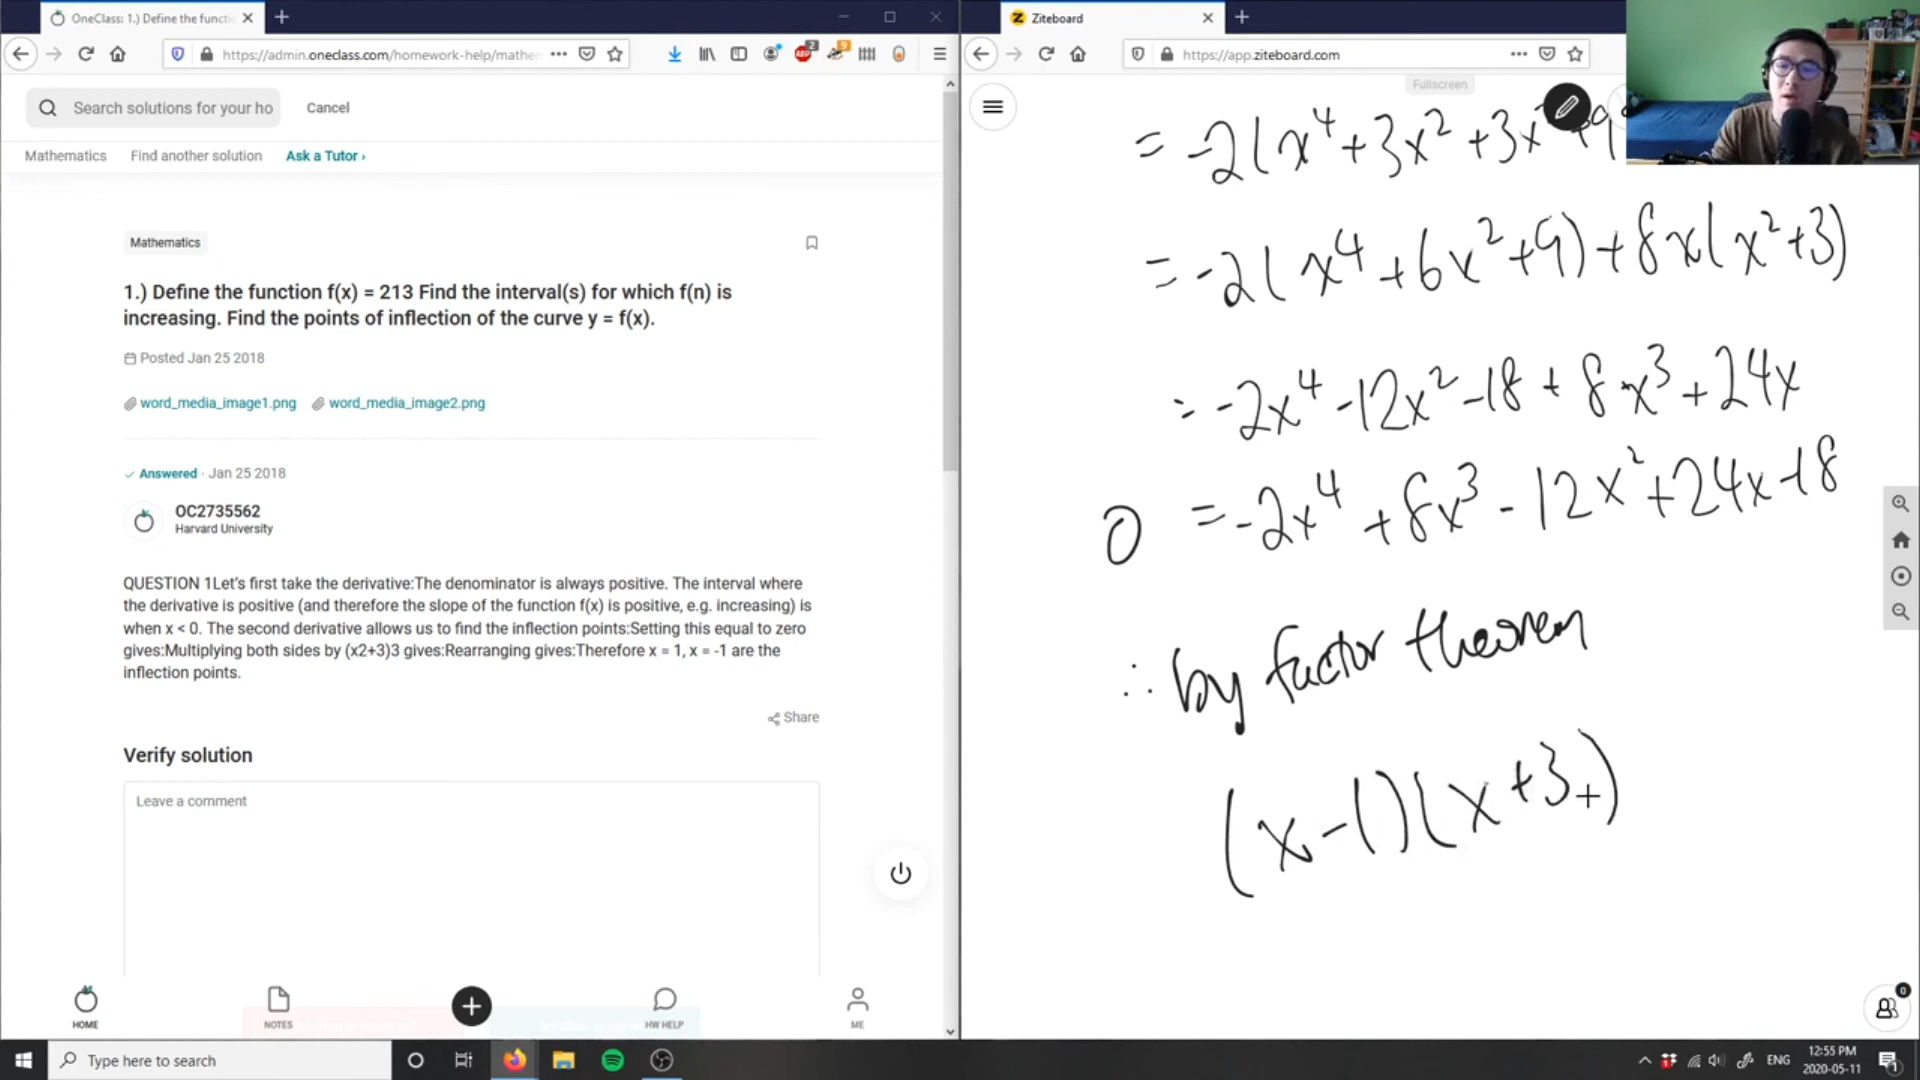 OneClass: 1.) Define the functi
https://admin.oneclass.com/homework-help/mather
2
9
Search solutions for your ho
Cancel
Mathematics
Find another solution
Ask a Tutor ›
Mathematics
1.) Define the function f(x) = 213 Find the interval(s) for which f(n) is
increasing. Find the points of inflection of the curve y = f(x).
Posted Jan 25 2018
word_media_image1.png
word_media_image2.png
Answered · Jan 25 2018
OC2735562
Harvard University
QUESTION 1Let's first take the derivative:The denominator is always positive. The interval where
the derivative is positive (and therefore the slope of the function f(x) is positive, e.g. increasing) is
when x < 0. The second derivative allows us to find the inflection points:Setting this equal to zero
gives:Multiplying both sides by (x2+3)3 gives:Rearranging gives:Therefore x = 1, x = -1 are the
inflection points.
Share
Verify solution
Leave a comment
HOME
NOTES
HW HELP
ME
Ziteboard
https://app.ziteboard.com
Fullscreen
= -2(x⁴+3x²+3x²+9
= -2(x⁴+6x²+9)+8x(x²+3)
= -2x⁴-12x²-18+8x³+24x
0 = -2x⁴+8x³-12x²+24x-18
∴ by factor theorem
(x-1)(x+3)
0
Type here to search
ENG
12:55 PM
2020-05-11
1